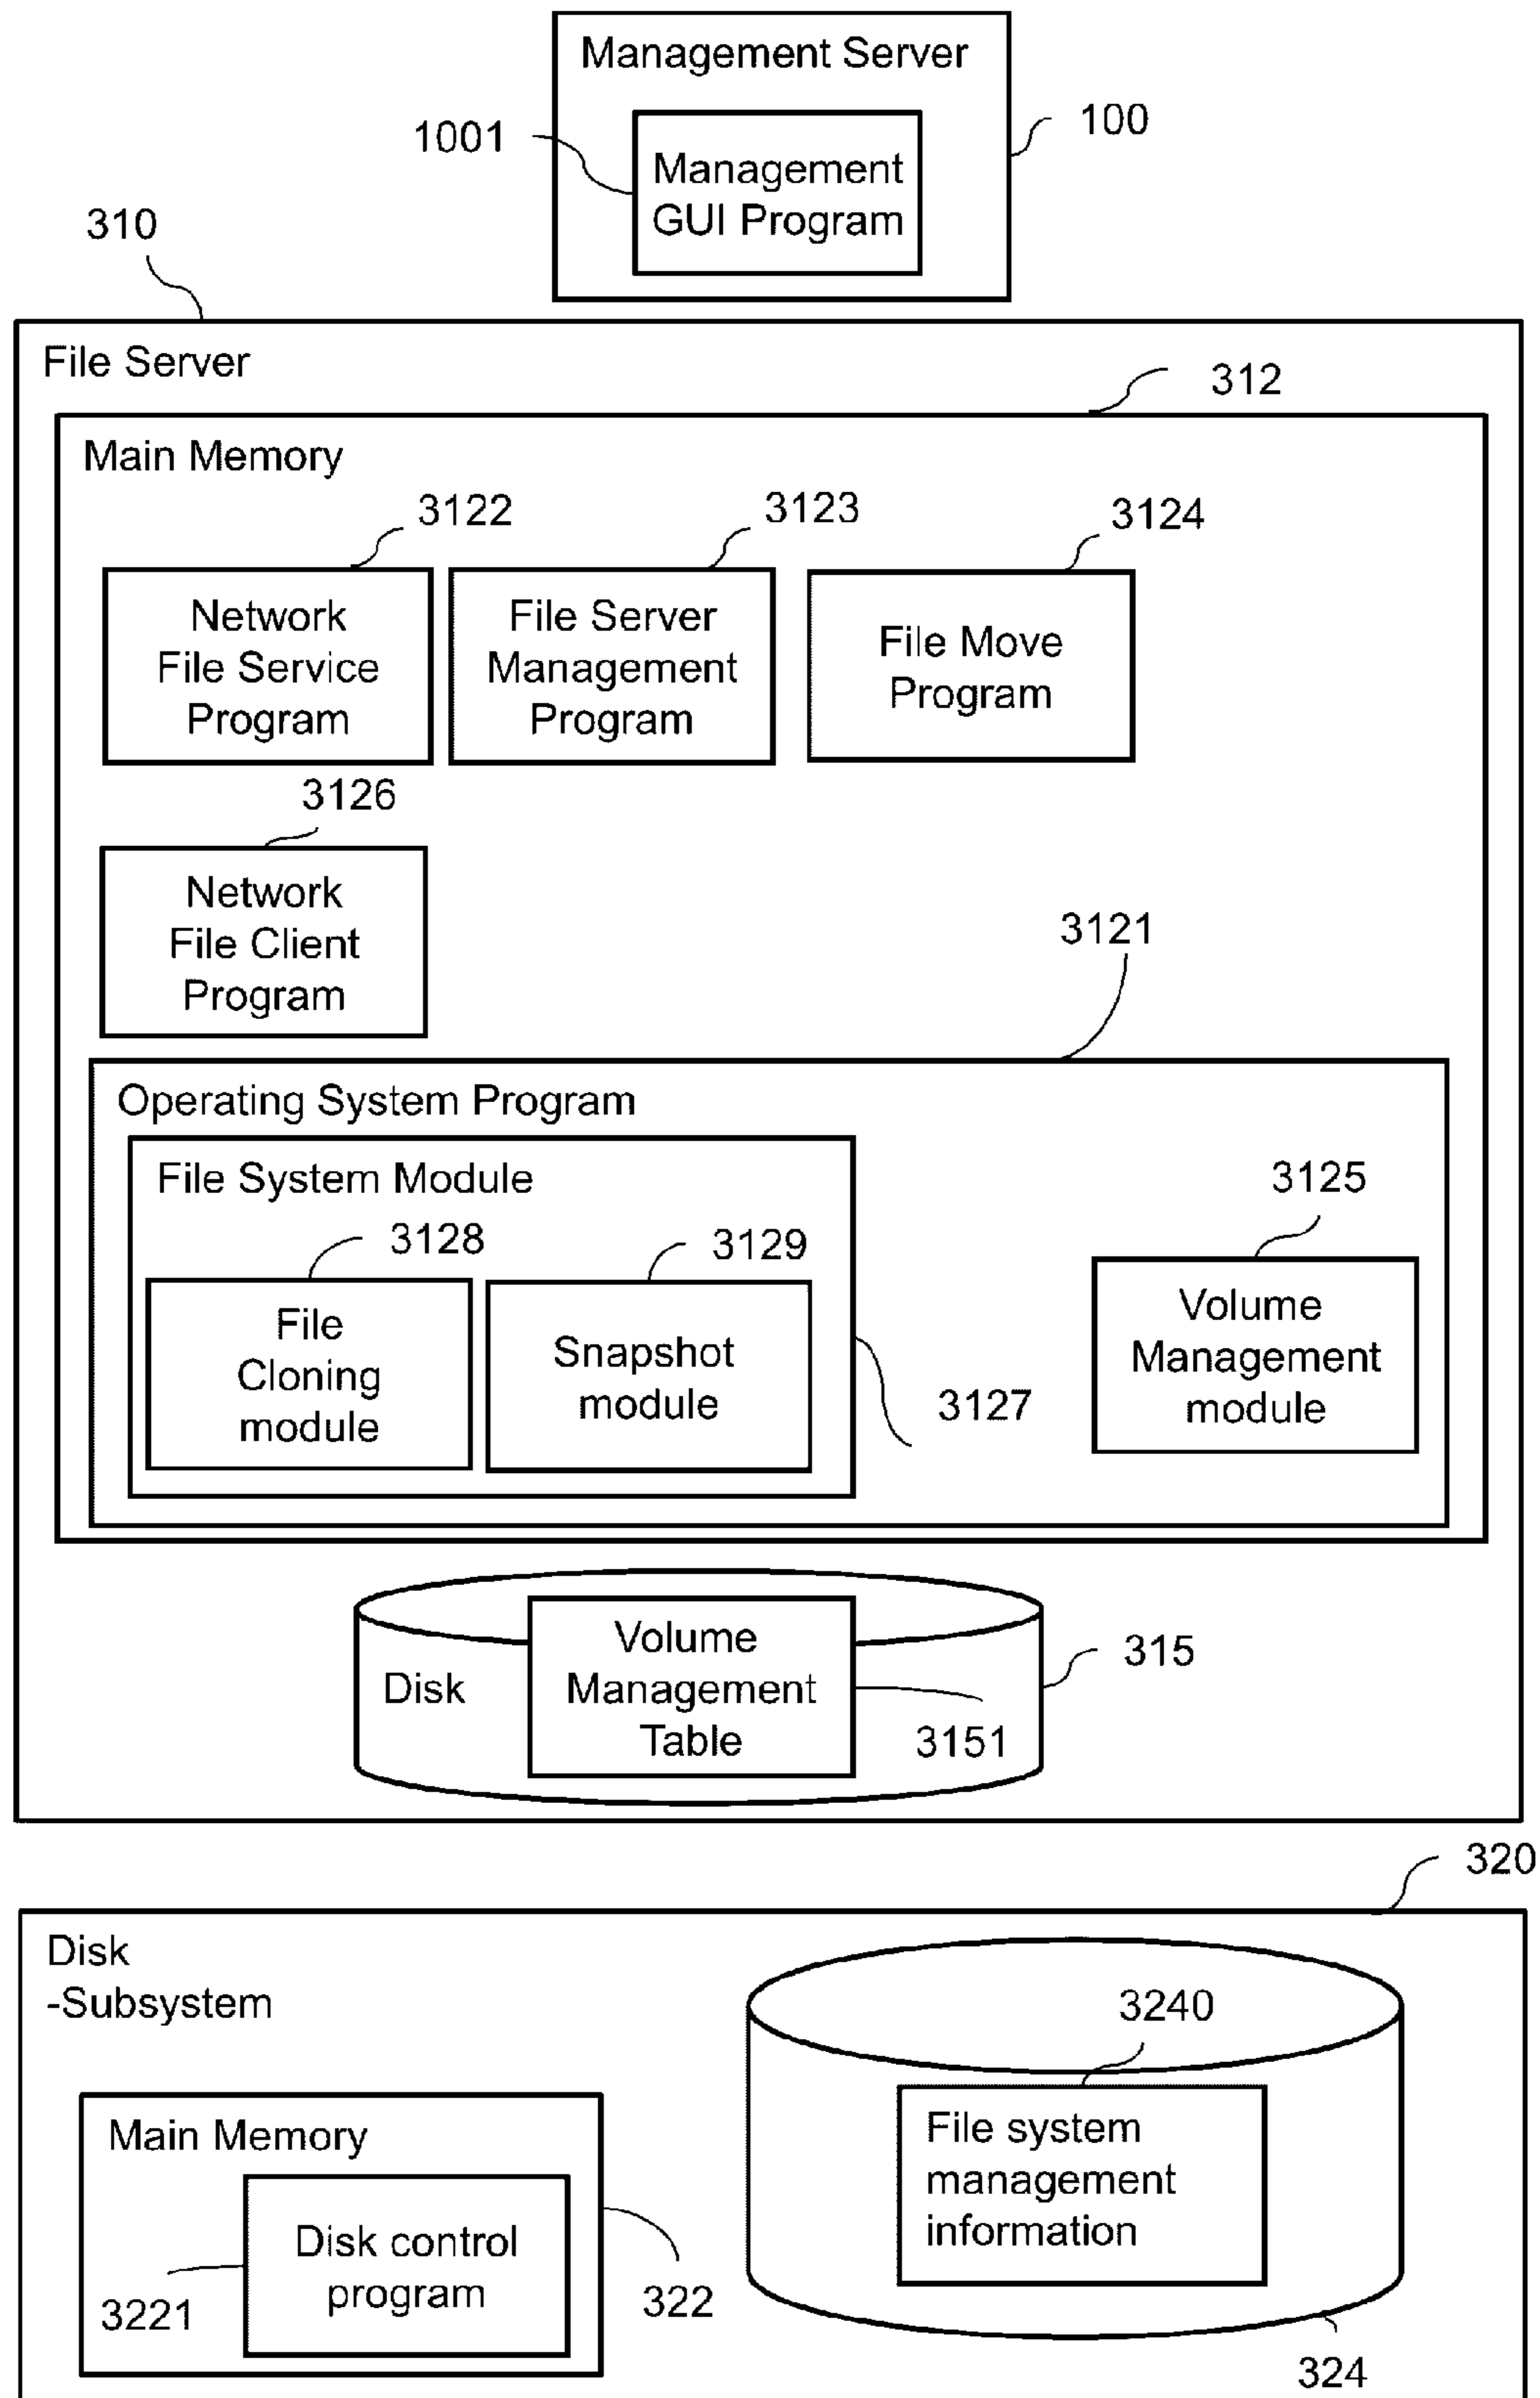 Management Server
100
1001
Management
GUI Program
310
File Server
312
Main Memory
3122
3123
3124
Network
File Service
Program
File Server
Management
Program
File Move
Program
3126
Network
File Client
Program
3121
Operating System Program
File System Module
3125
3128
3129
File
Cloning
module
Snapshot
module
3127
Volume
Management
module
Disk
Volume
Management
Table
315
3151
320
Disk
-Subsystem
3240
File system
management
information
Main Memory
Disk control
program
3221
322
324